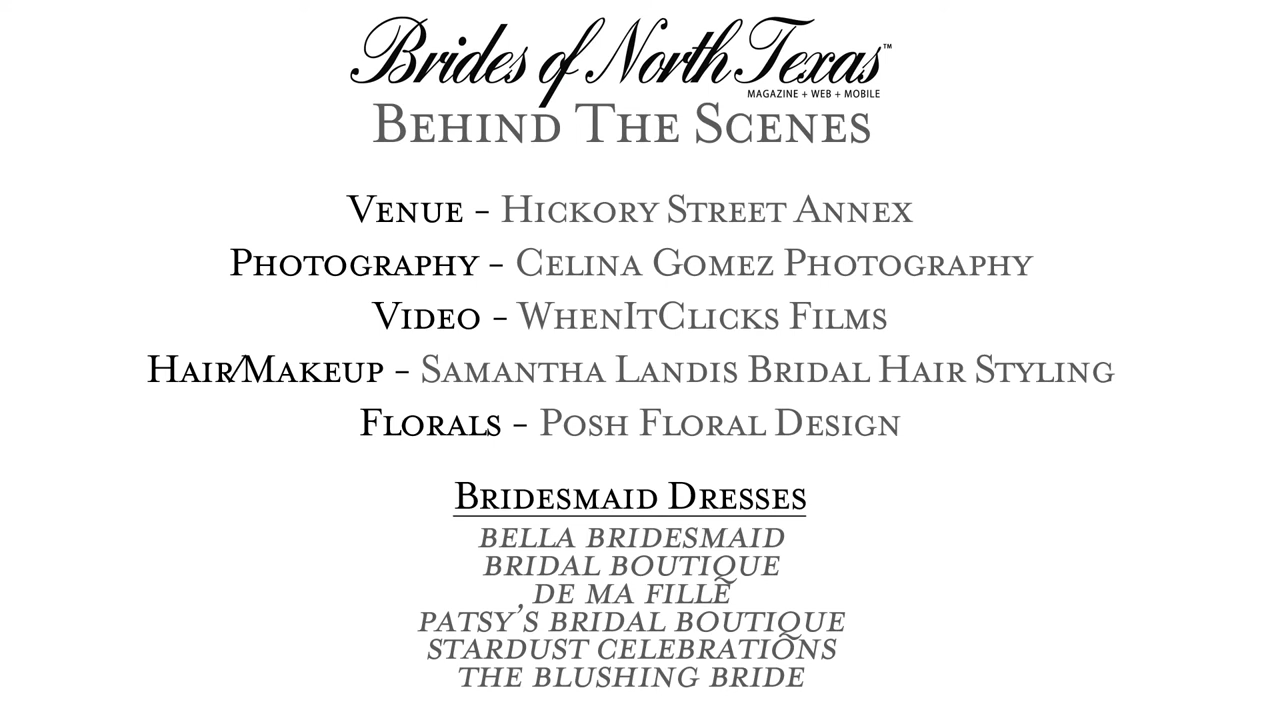 Brides of North Texas™
MAGAZINE + WEB + MOBILE
BEHIND THE SCENES
VENUE - HICKORY STREET ANNEX
PHOTOGRAPHY - CELINA GOMEZ PHOTOGRAPHY
VIDEO - WHENITCLICKS FILMS
HAIR/MAKEUP - SAMANTHA LANDIS BRIDAL HAIR STYLING
FLORALS - POSH FLORAL DESIGN
BRIDESMAID DRESSES
BELLA BRIDESMAID
BRIDAL BOUTIQUE
DE MA FILLE
PATSY'S BRIDAL BOUTIQUE
STARDUST CELEBRATIONS
THE BLUSHING BRIDE